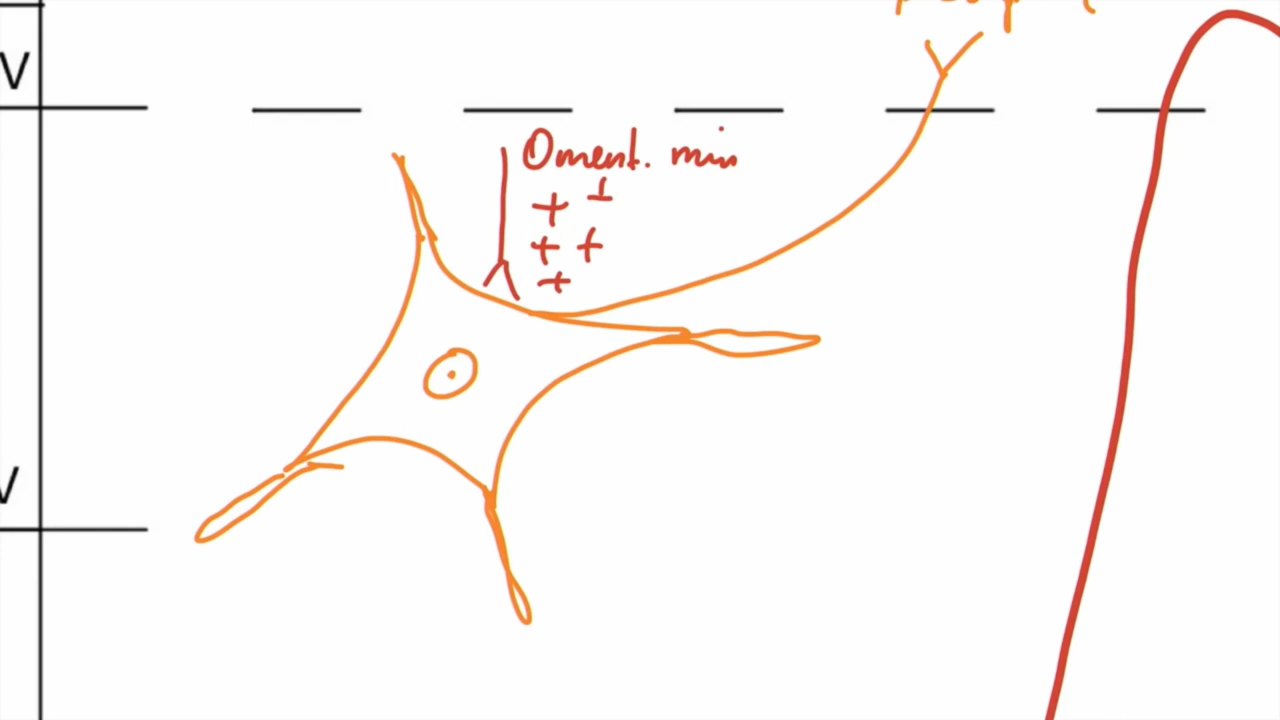 V
Oment. min
+ ⊥
+ +
+
V